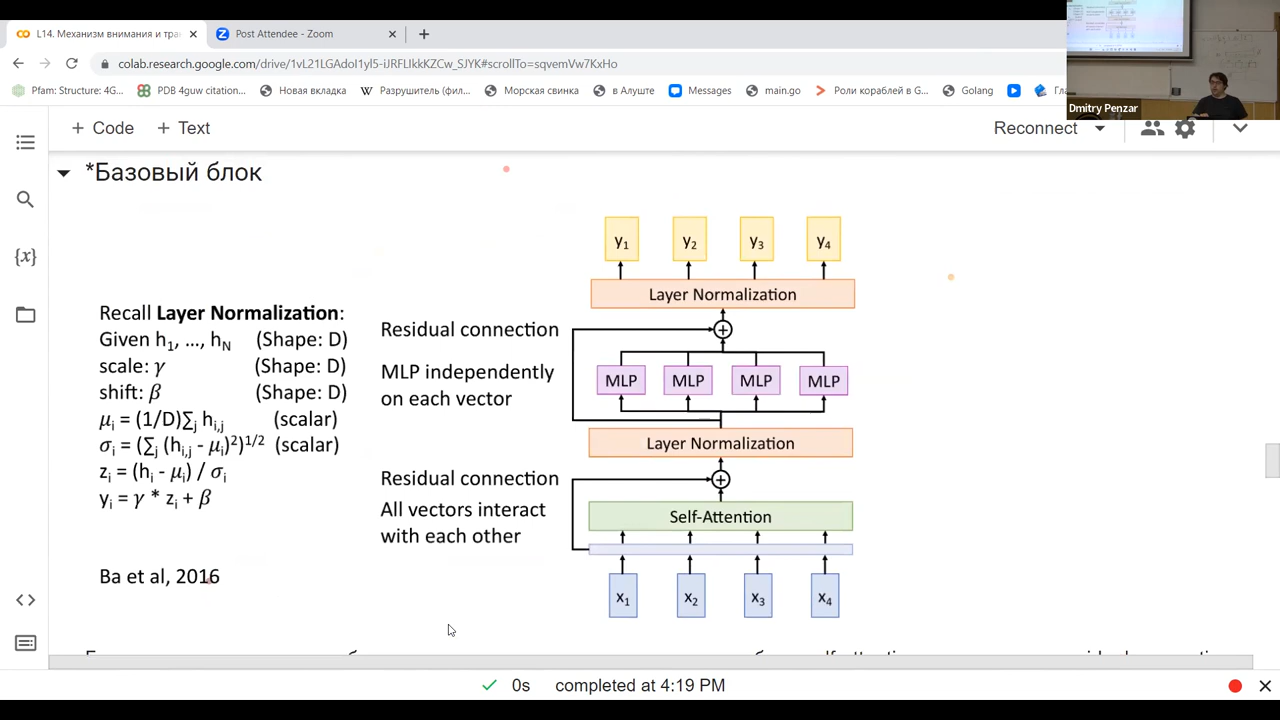 L14. Механизм внимания и тра
Post Attendee - Zoom
colab.research.google.com/drive/1vL21LGAdoI1yI5-iJRFLlkkKZCw_SJYK#scrollTo=sqvemVw7KxHo
Pfam: Structure: 4G...
PDB 4guw citation...
Новая вкладка
Разрушитель (фил...
Морская свинка
в Алуште
Messages
main.go
Роли кораблей в G...
Golang
Dmitry Penzar
+ Code + Text
Reconnect
*Базовый блок
y1 y2 y3 y4
Layer Normalization
Recall Layer Normalization:
Given h1, ..., hN (Shape: D)
scale: γ (Shape: D)
shift: β (Shape: D)
μi = (1/D)∑j hi,j (scalar)
σi = (∑j (hi,j - μi)2)1/2 (scalar)
zi = (hi - μi) / σi
yi = γ * zi + β
Ba et al, 2016
Residual connection
MLP independently
on each vector
MLP MLP MLP MLP
Layer Normalization
Residual connection
All vectors interact
with each other
Self-Attention
x1 x2 x3 x4
0s completed at 4:19 PM